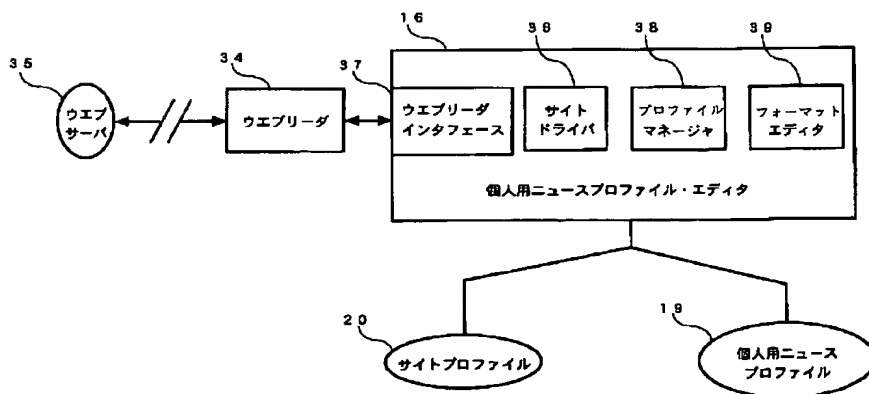 １６
３６
３８
３９
３５
３４
３７
ウエブ
サーバ
ウエブリーダ
ウエブリーダ
インタフェース
サイト
ドライバ
プロファイル
マネージャ
フォーマット
エディタ
個人用ニュースプロファイル・エディタ
２０
サイトプロファイル
１９
個人用ニュース
プロファイル